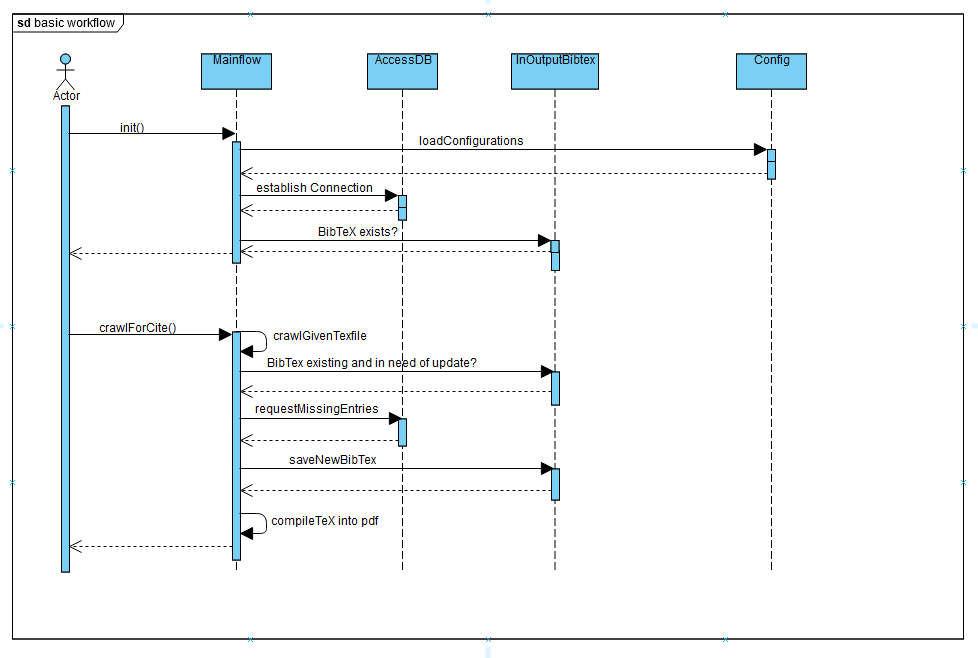 sd basic workflow
Mainflow
AccessDB
InOutputBibtex
Config
Actor
init()
loadConfigurations
establish Connection
BibTeX exists?
crawlForCite()
crawlGivenTexfile
BibTex existing and in need of update?
requestMissingEntries
saveNewBibTex
compileTeX into pdf